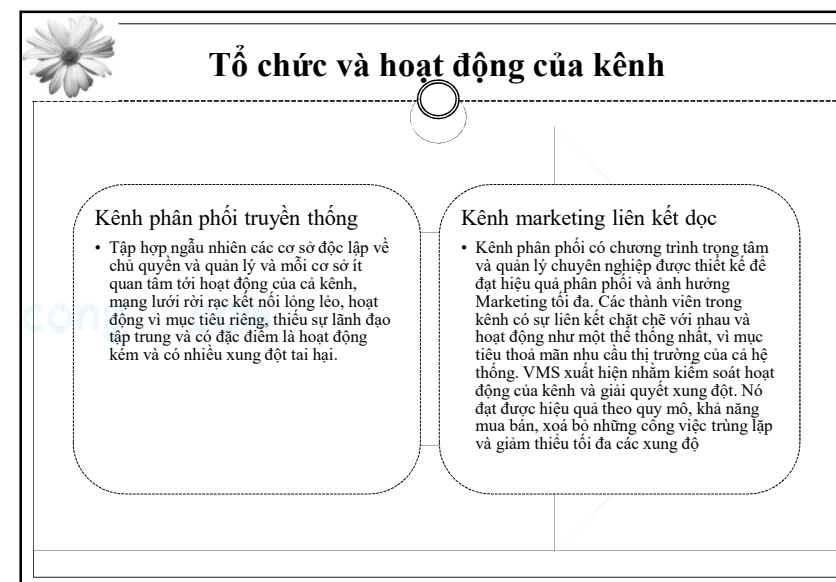 Tổ chức và hoạt động của kênh
Kênh phân phối truyền thống
• Tập hợp ngẫu nhiên các cơ sở độc lập về
chủ quyền và quản lý và mỗi cơ sở ít
quan tâm tới hoạt động của cả kênh,
mạng lưới rời rạc kết nối lỏng lẻo, hoạt
động vì mục tiêu riêng, thiếu sự lãnh đạo
tập trung và có đặc điểm là hoạt động
kém và có nhiều xung đột tai hại.
Kênh marketing liên kết dọc
• Kênh phân phối có chương trình trọng tâm
và quản lý chuyên nghiệp được thiết kế để
đạt hiệu quả phân phối và ảnh hưởng
Marketing tối đa. Các thành viên trong
kênh có sự liên kết chặt chẽ với nhau và
hoạt động như một thể thống nhất, vì mục
tiêu thoả mãn nhu cầu thị trường của cả hệ
thống. VMS xuất hiện nhằm kiểm soát hoạt
động của kênh và giải quyết xung đột. Nó
đạt được hiệu quả theo quy mô, khả năng
mua bán, xoá bỏ những công việc trùng lặp
và giảm thiểu tối đa các xung độ